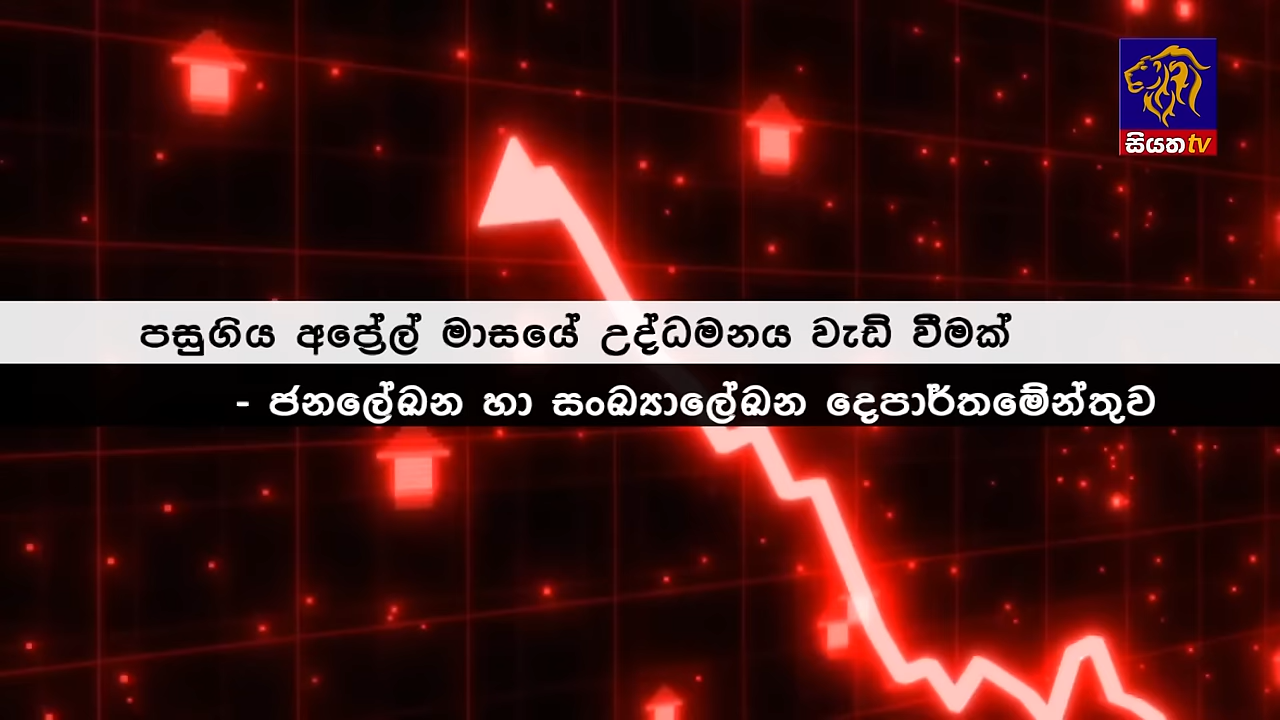 සියත tv
පසුගිය අප්‍රේල් මාසයේ උද්ධමනය වැඩි වීමක්
- ජනලේඛන හා සංඛ්‍යාලේඛන දෙපාර්තමේන්තුව